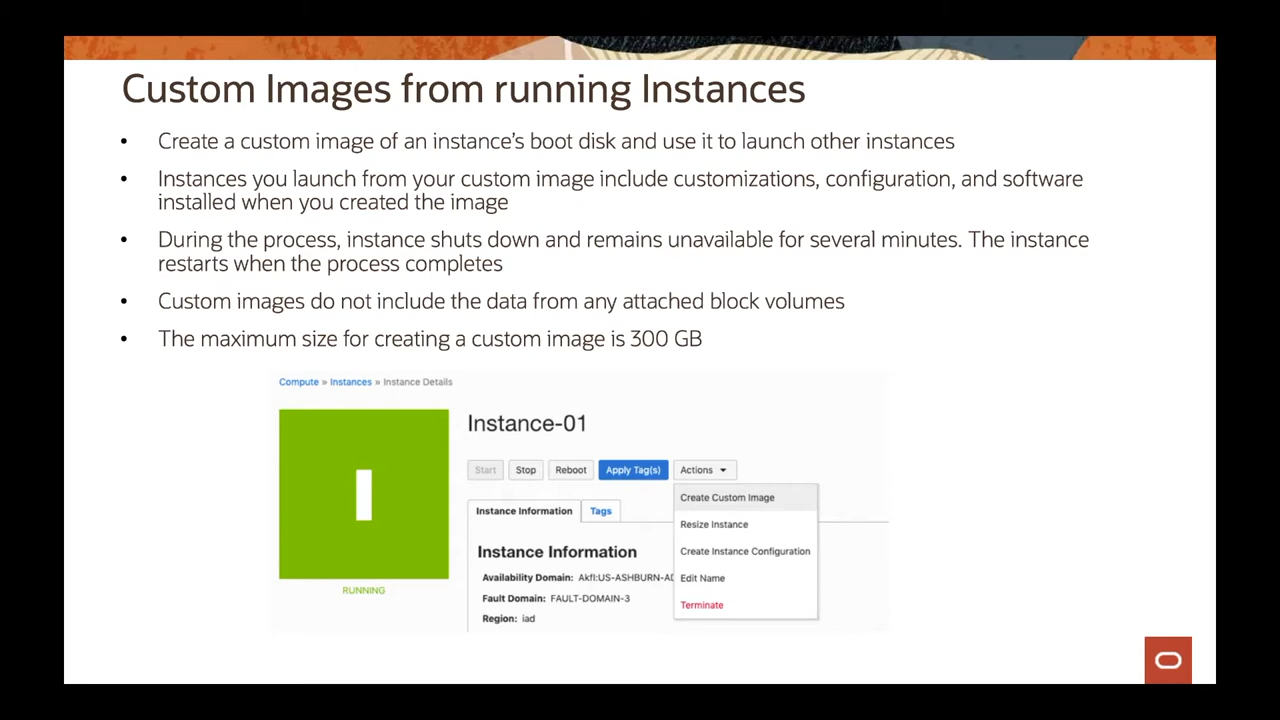 Custom Images from running Instances
• Create a custom image of an instance's boot disk and use it to launch other instances
• Instances you launch from your custom image include customizations, configuration, and software
installed when you created the image
• During the process, instance shuts down and remains unavailable for several minutes. The instance
restarts when the process completes
• Custom images do not include the data from any attached block volumes
• The maximum size for creating a custom image is 300 GB
Compute » Instances » Instance Details
Instance-01
Start Stop Reboot Apply Tag(s) Actions
Create Custom Image
Resize Instance
Create Instance Configuration
Edit Name
Terminate
Instance Information Tags
Instance Information
Availability Domain: Akfl:US-ASHBURN-AD
Fault Domain: FAULT-DOMAIN-3
Region: iad
RUNNING